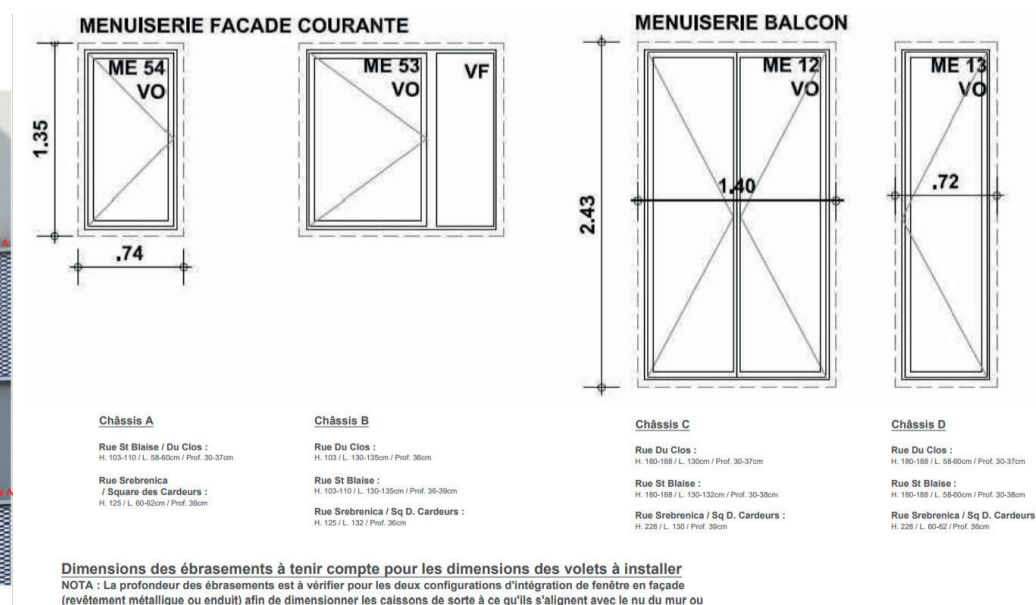 MENUISERIE FACADE COURANTE
MENUISERIE BALCON
ME 54
VO
1.35
.74
ME 53
VO
VF
ME 12
VO
1.40
2.43
ME 13
VO
.72
A
A
Châssis A
Rue St Blaise / Du Clos :
H. 103-110 / L. 58-60cm / Prof. 30-37cm
Rue Srebrenica
/ Square des Cardeurs :
H. 125 / L. 60-62cm / Prof. 36cm
Châssis B
Rue Du Clos :
H. 103 / L. 130-135cm / Prof. 36cm
Rue St Blaise :
H. 103-110 / L. 130-135cm / Prof. 36-39cm
Rue Srebrenica / Sq D. Cardeurs :
H. 125 / L. 132 / Prof. 36cm
Châssis C
Rue Du Clos :
H. 180-188 / L. 130cm / Prof. 30-37cm
Rue St Blaise :
H. 180-188 / L. 130-132cm / Prof. 30-38cm
Rue Srebrenica / Sq D. Cardeurs :
H. 228 / L. 130 / Prof. 39cm
Châssis D
Rue Du Clos :
H. 180-188 / L. 58-60cm / Prof. 30-37cm
Rue St Blaise :
H. 180-188 / L. 58-60cm / Prof. 30-38cm
Rue Srebrenica / Sq D. Cardeurs
H. 228 / L. 60-62 / Prof. 36cm
Dimensions des ébrasements à tenir compte pour les dimensions des volets à installer
NOTA : La profondeur des ébrasements est à vérifier pour les deux configurations d'intégration de fenêtre en façade
(revêtement métallique ou enduit) afin de dimensionner les caissons de sorte à ce qu'ils s'alignent avec le nu du mur ou